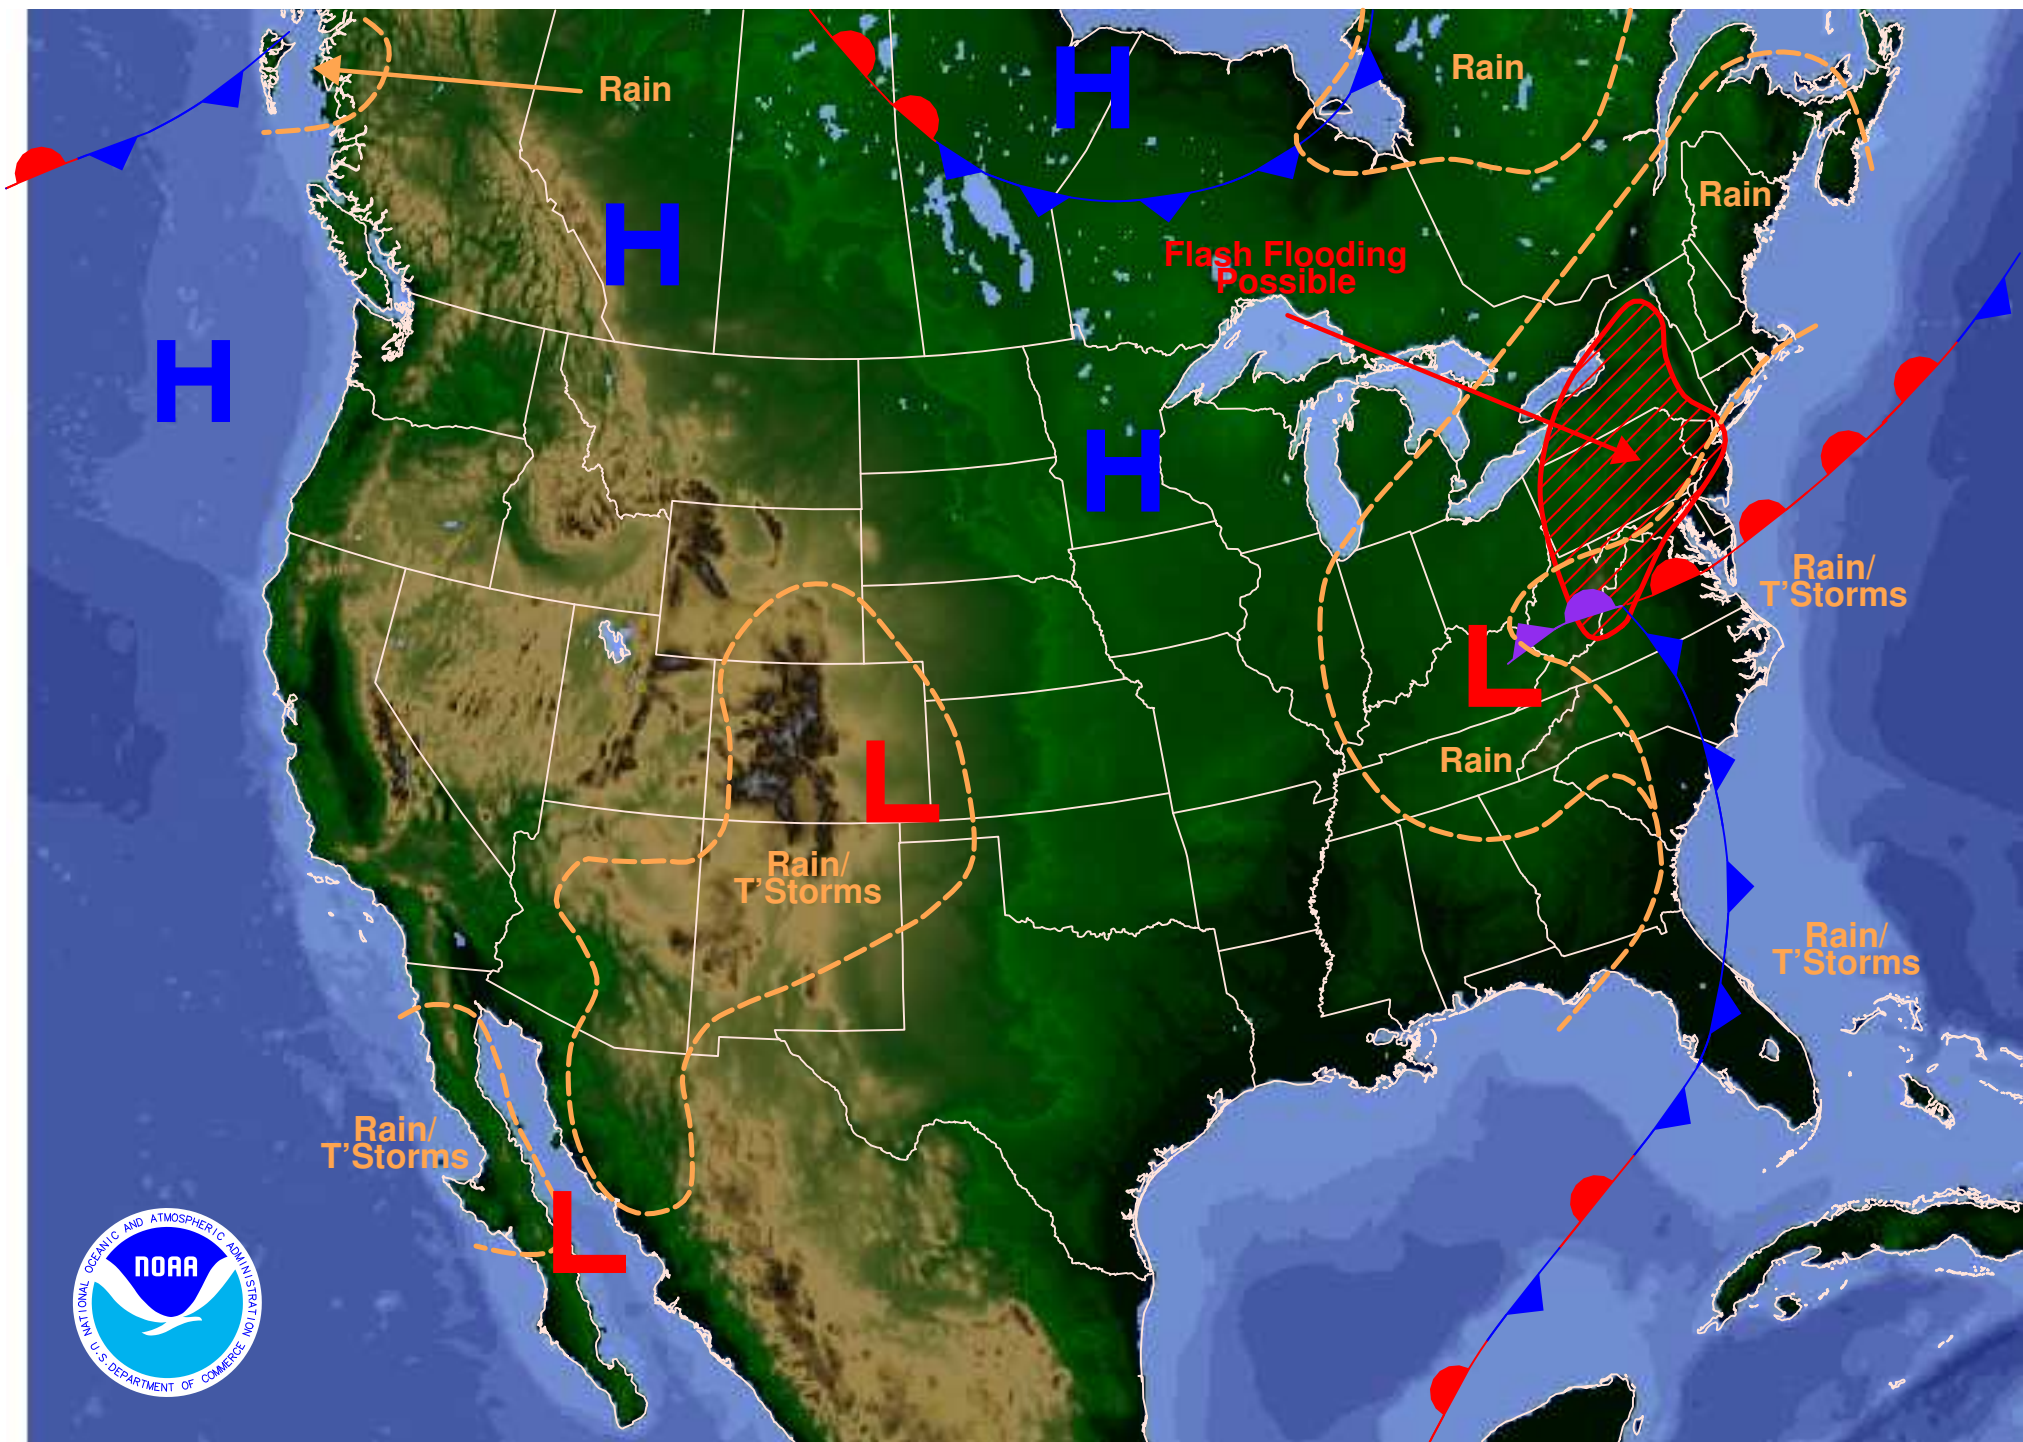 Rain
H
Rain
H
Rain
H
Flash Flooding
Possible
H
H
Rain/
T'Storms
L
Rain
L
Rain/
T'Storms
Rain/
T'Storms
Rain/
T'Storms
L
NATIONAL OCEANIC AND ATMOSPHERIC ADMINISTRATION
NOAA
U.S. DEPARTMENT OF COMMERCE